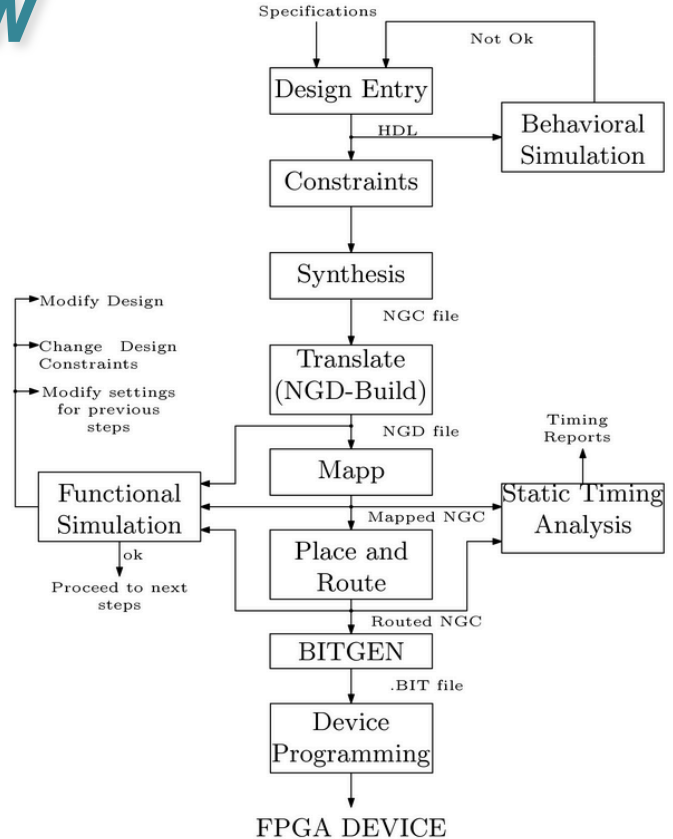 W
Specifications
Not Ok
Design Entry
HDL
Behavioral
Simulation
Constraints
Synthesis
NGC file
Modify Design
Change Design
Constraints
Modify settings
for previous
steps
Translate
(NGD-Build)
NGD file
Timing
Reports
Mapp
Functional
Simulation
Static Timing
Analysis
Mapped NGC
ok
Proceed to next
steps
Place and
Route
Routed NGC
BITGEN
.BIT file
Device
Programming
FPGA DEVICE